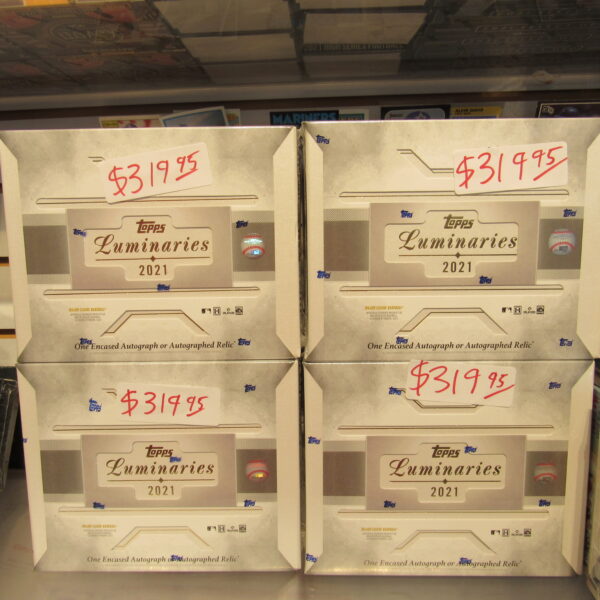 MARINERS
$319.95
topps
Luminaries
2021
One Encased Autograph or Autographed Relic
$319.95
topps
Luminaries
2021
One Encased Autograph or Autographed Relic
$319.95
topps
Luminaries
2021
One Encased Autograph or Autographed Relic
$319.95
topps
Luminaries
2021
One Encased Autograph or Autographed Relic